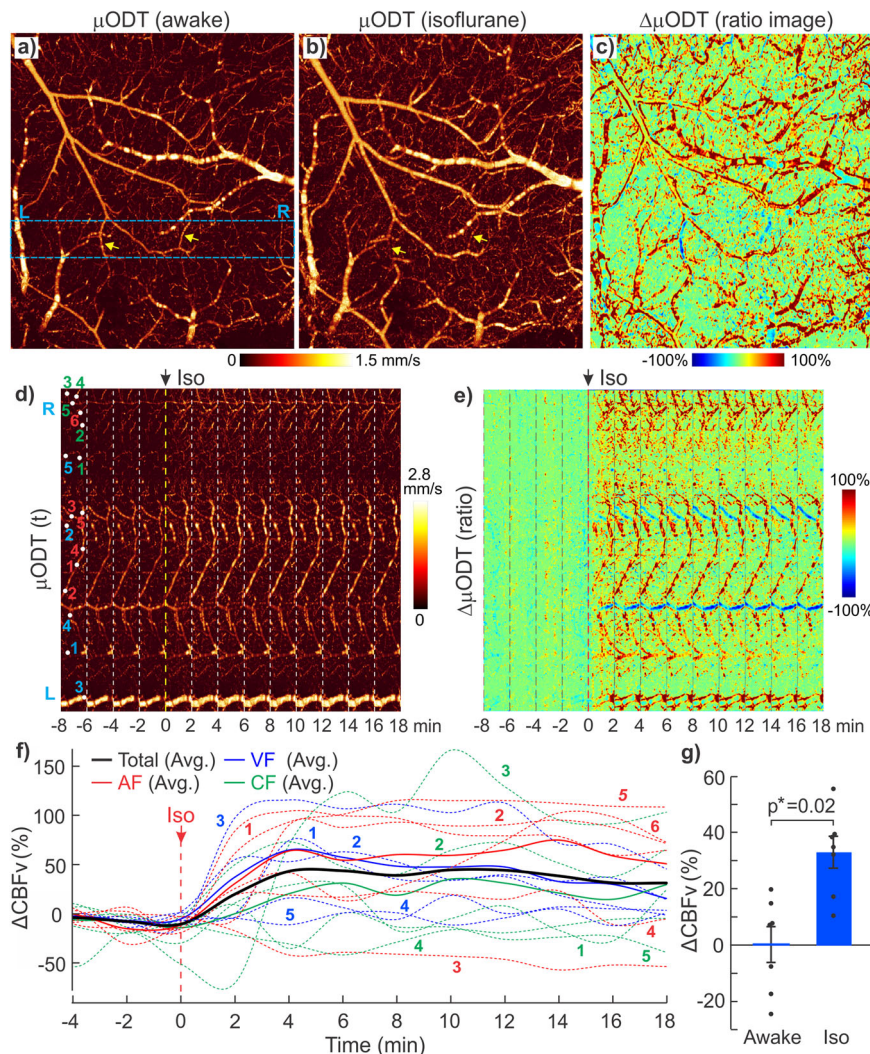 μODT (awake)
μODT (isoflurane)
ΔμODT (ratio image)
a)
b)
c)
L
R
0
1.5 mm/s
-100%
100%
d)
Iso
e)
Iso
3 4
R
5
6
2
5 1
3
5
2
4
1
2
4
1
3
L
μODT (t)
2.8
mm/s
0
ΔμODT (ratio)
100%
-100%
-8 -6 -4 -2 0 2 4 6 8 10 12 14 16 18 min
-8 -6 -4 -2 0 2 4 6 8 10 12 14 16 18 min
f)
Total (Avg.)
VF (Avg.)
AF (Avg.)
CF (Avg.)
Iso
ΔCBFv (%)
150
100
50
0
-50
3
1
1
2
5
3
2
5
6
2
4
4
3
1
4
5
-4 -2 0 2 4 6 8 10 12 14 16 18
Time (min)
g)
p*=0.02
ΔCBFv (%)
60
40
20
0
-20
Awake
Iso